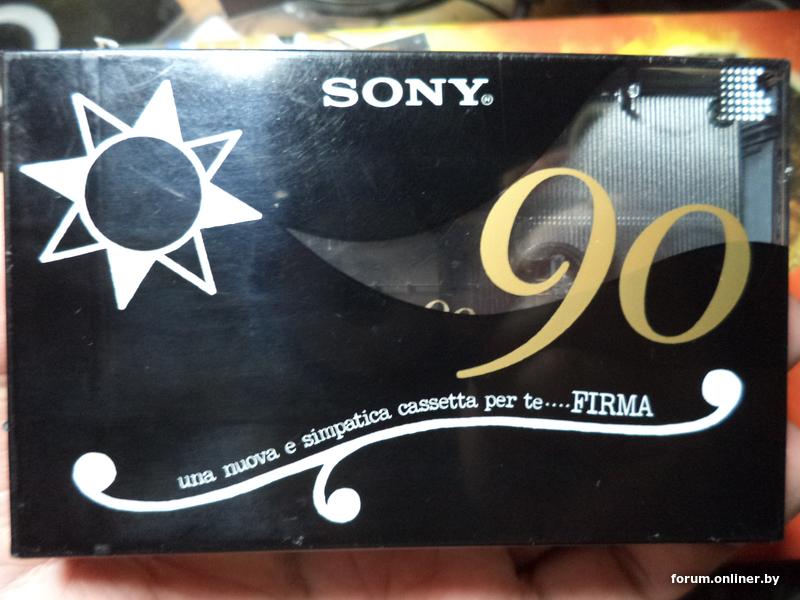 SONY®
90
una nuova e simpatica cassetta per te....FIRMA
forum.onliner.by